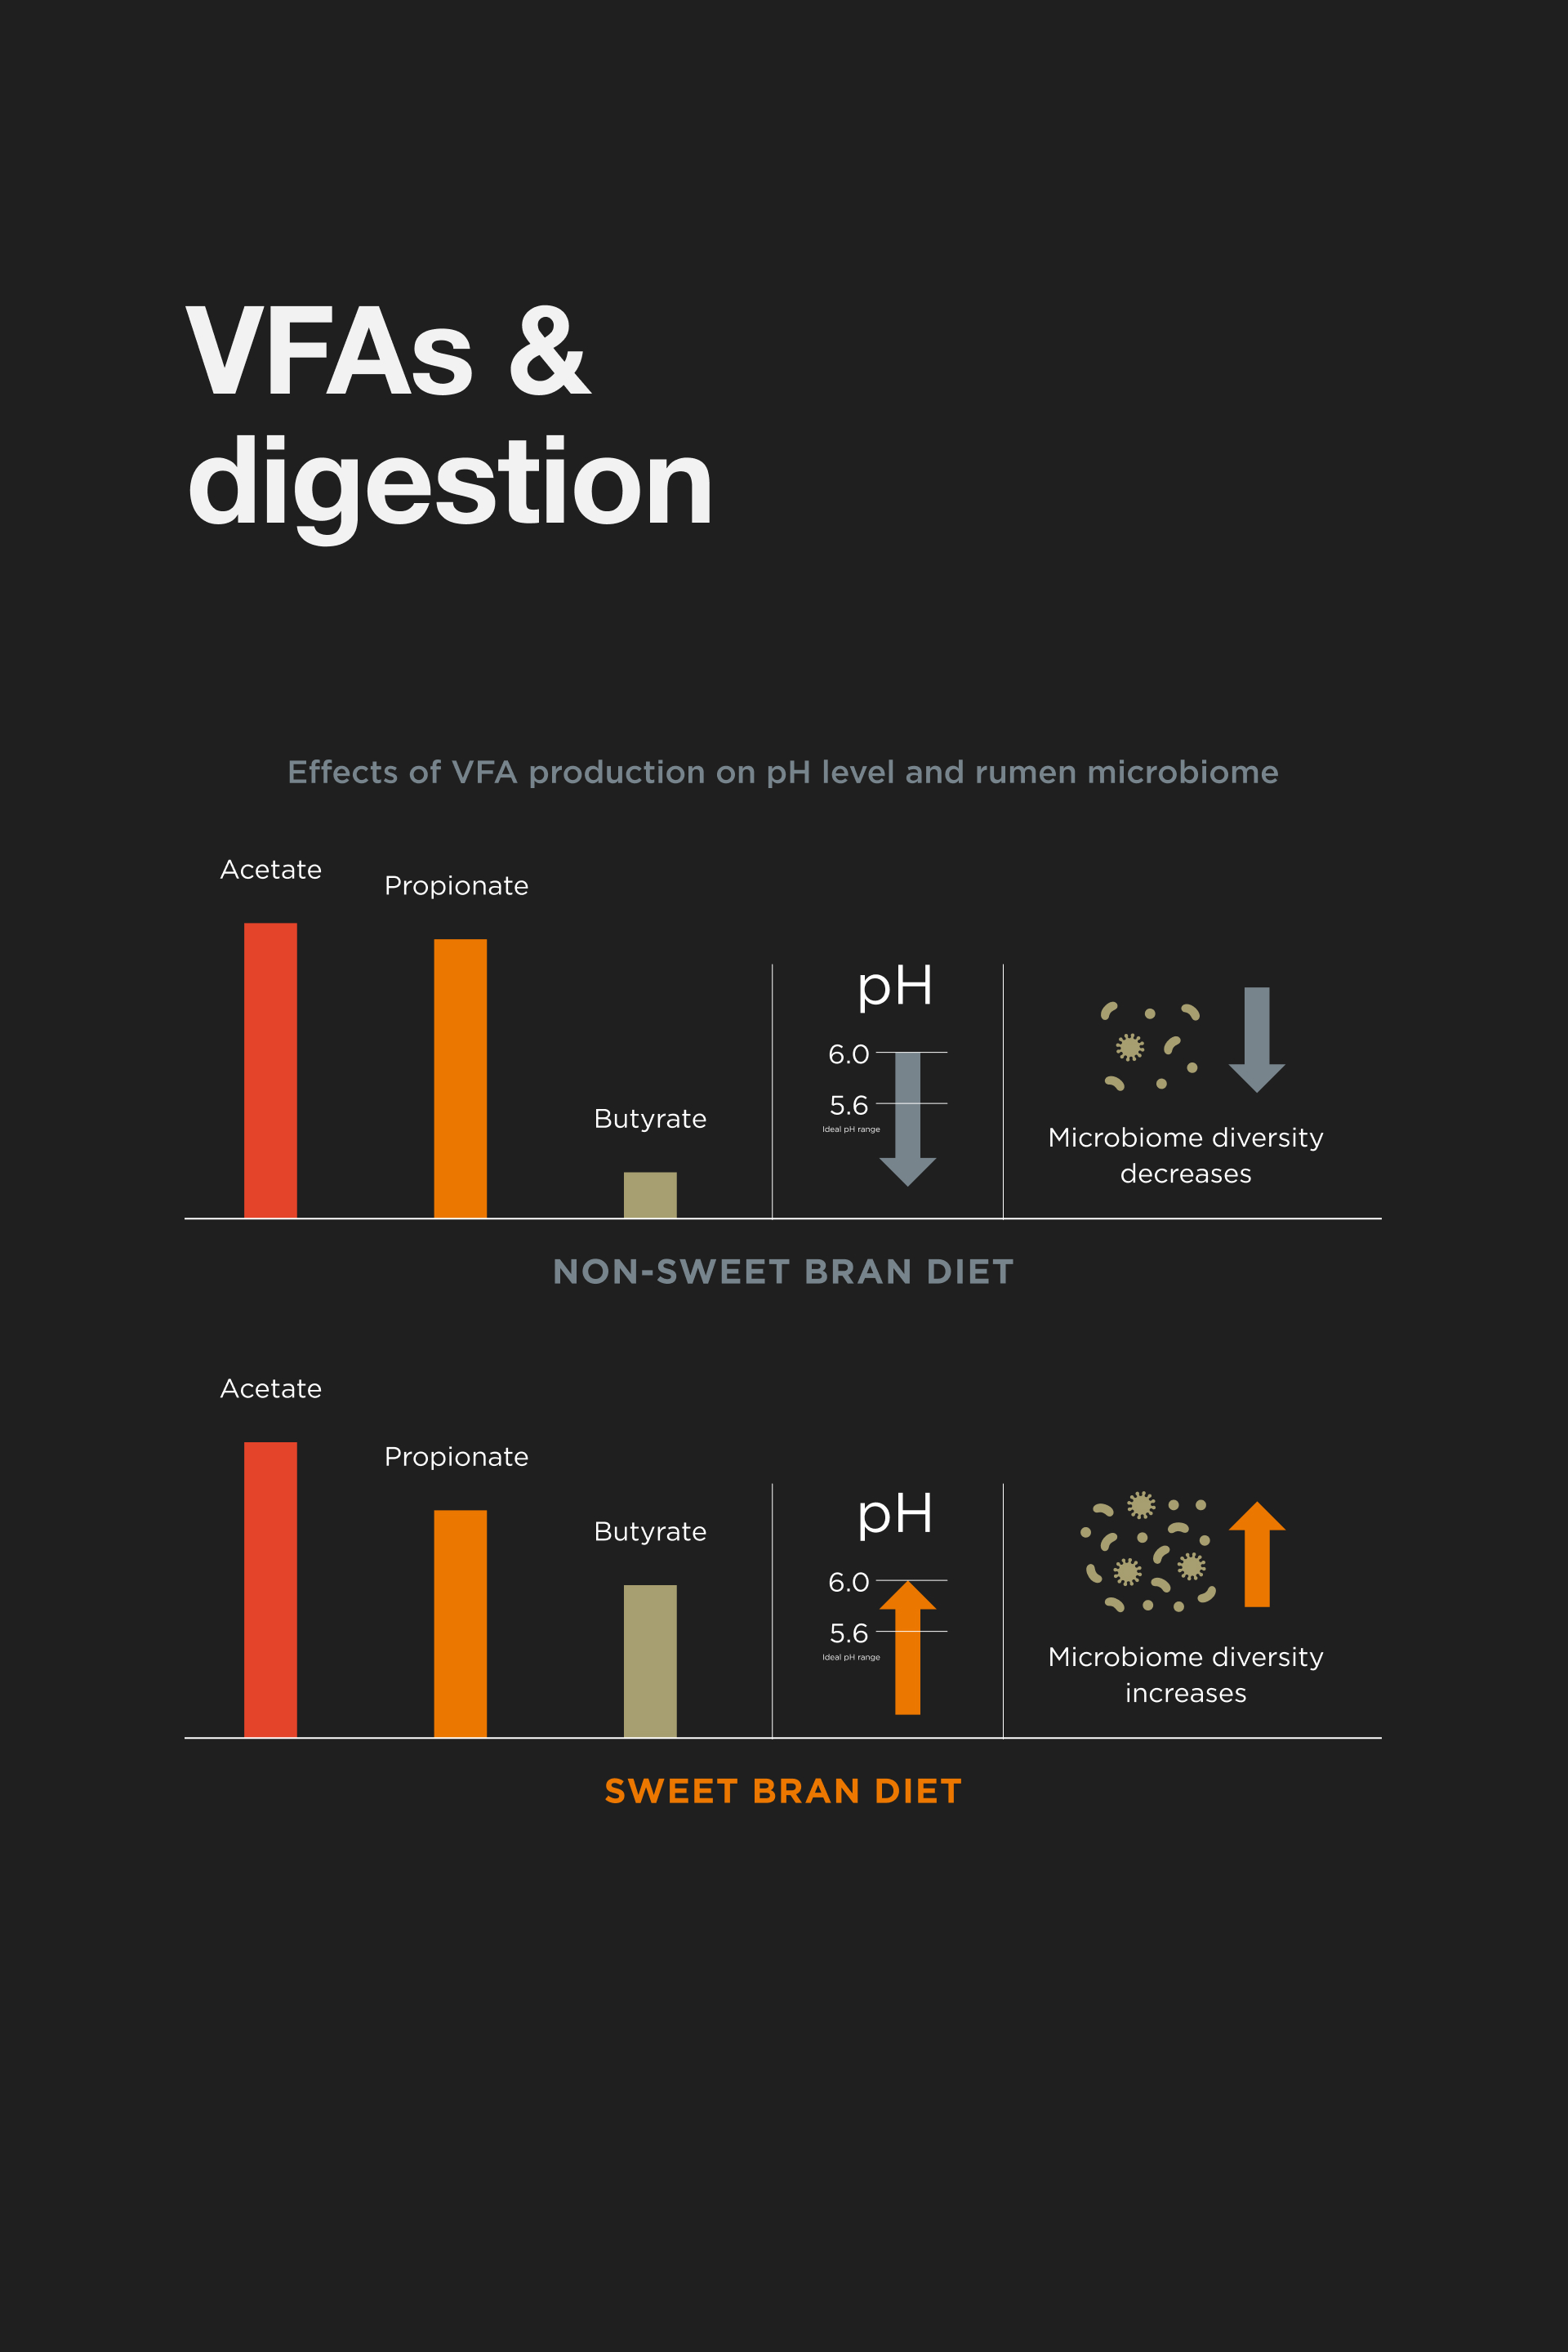 VFAs &
digestion
Effects of VFA production on pH level and rumen microbiome
Acetate
Propionate
Butyrate
pH
6.0
5.6
Ideal pH range
Microbiome diversity
decreases
NON-SWEET BRAN DIET
Acetate
Propionate
Butyrate
pH
6.0
5.6
Ideal pH range
Microbiome diversity
increases
SWEET BRAN DIET